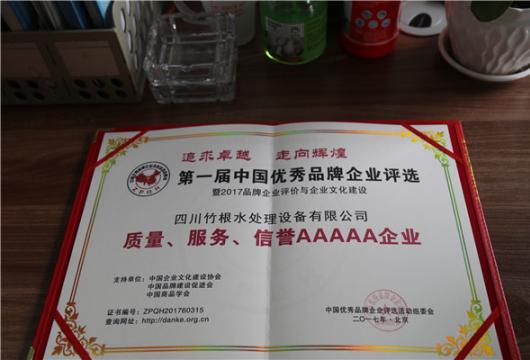 追求卓越 走向辉煌
第一届中国优秀品牌企业评选
暨2017品牌企业评价与企业文化建设
四川竹根水处理设备有限公司
质量、服务、信誉AAAAA企业
支持单位：中国企业文化建设协会
中国品牌建设促进会
中国商品学会
证书编号：ZPQH201760315
查询网址：http://danke.org.cn
中国优秀品牌企业评选活动组委会
二〇一七年·北京
ZPQH